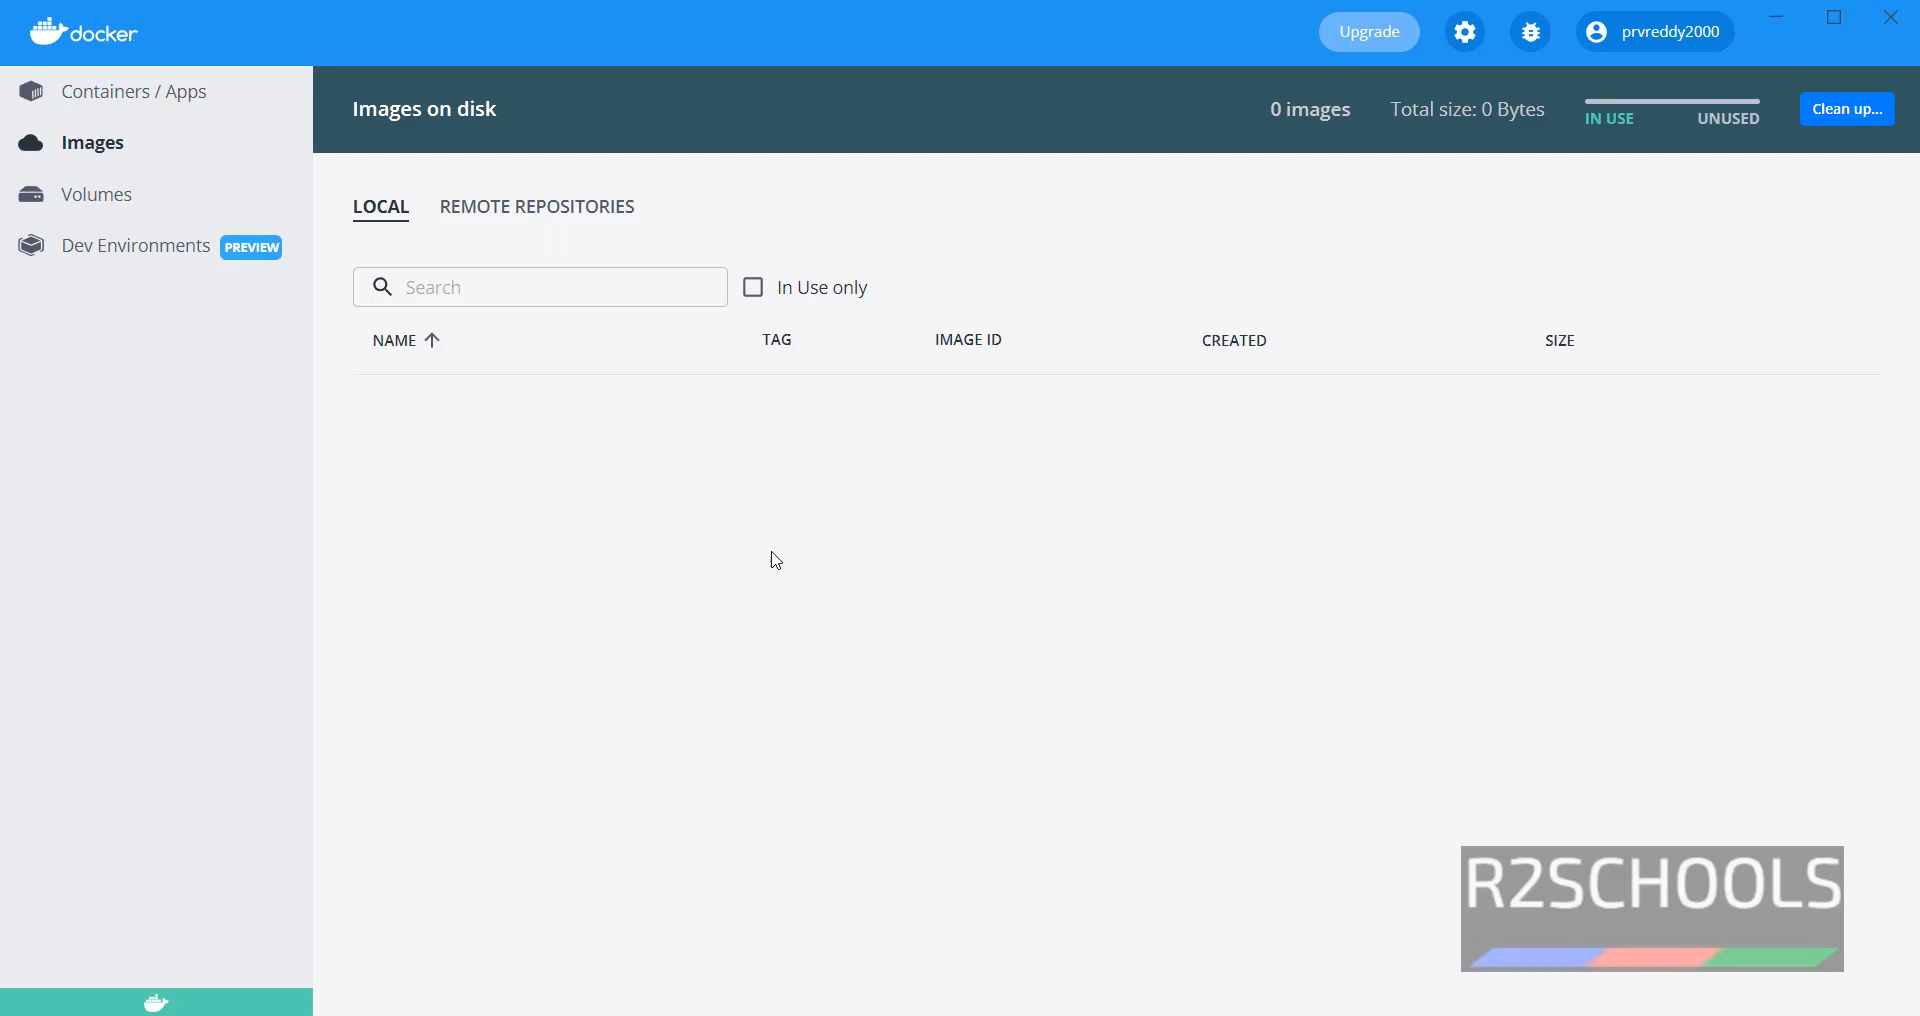 docker
Upgrade
prvreddy2000
Containers / Apps
Images
Volumes
Dev Environments PREVIEW
Images on disk
0 images
Total size: 0 Bytes
IN USE
UNUSED
Clean up...
LOCAL
REMOTE REPOSITORIES
Search
In Use only
NAME
TAG
IMAGE ID
CREATED
SIZE
R2SCHOOLS